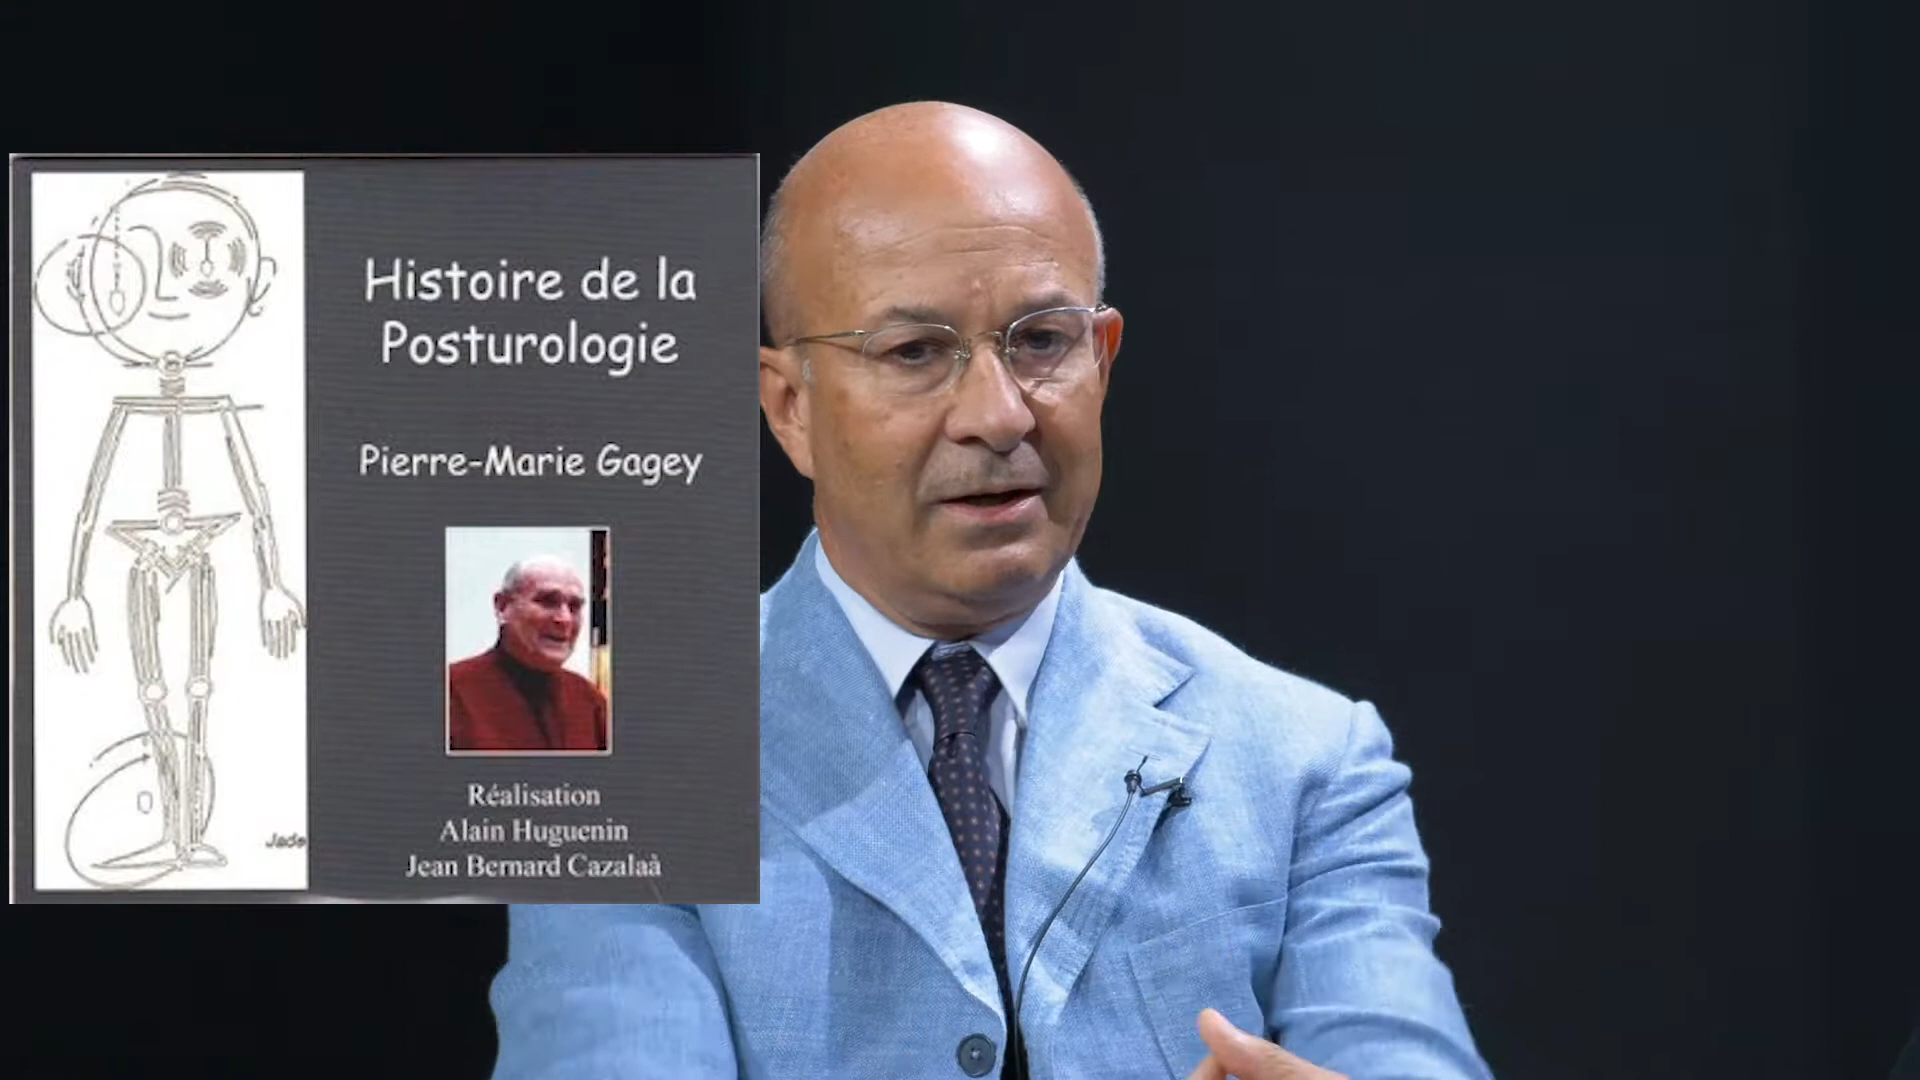 Histoire de la
Posturologie
Pierre-Marie Gagey
Réalisation
Alain Huguenin
Jean Bernard Cazalaà
Jade